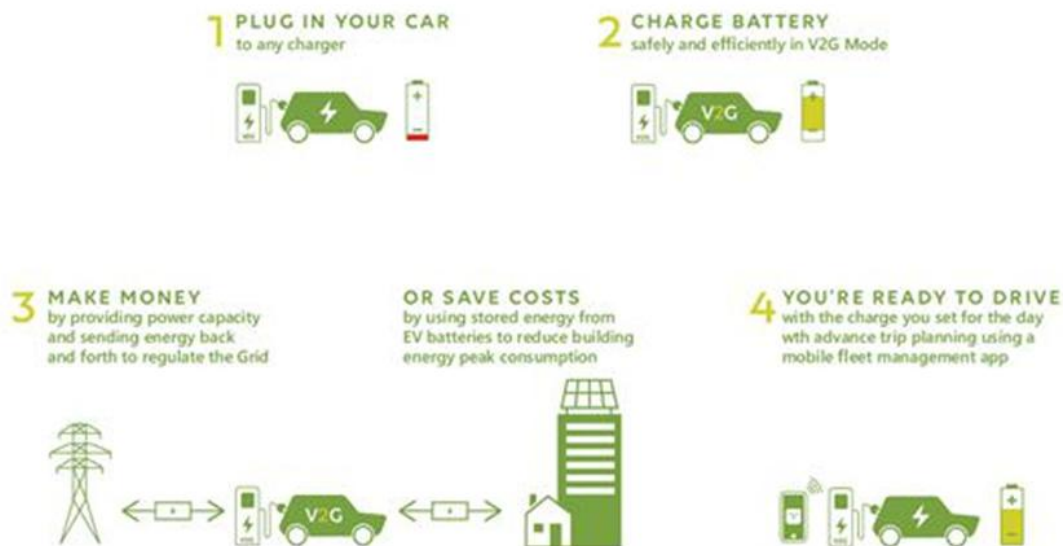 1 PLUG IN YOUR CAR
to any charger
2 CHARGE BATTERY
safely and efficiently in V2G Mode
V2G
3 MAKE MONEY
by providing power capacity
and sending energy back
and forth to regulate the Grid
OR SAVE COSTS
by using stored energy from
EV batteries to reduce building
energy peak consumption
4 YOU'RE READY TO DRIVE
with the charge you set for the day
wth advance trip planning using a
mobile fleet management app
V2G